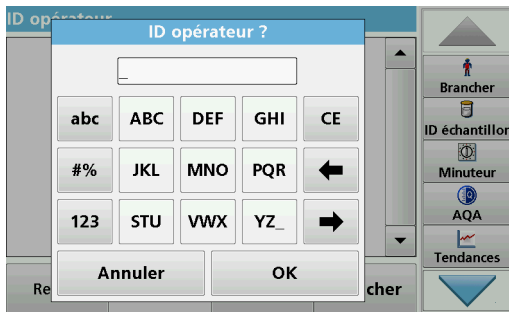 ID opérateur
ID opérateur ?
_
abc ABC DEF GHI CE
#% JKL MNO PQR
123 STU VWX YZ_
Annuler OK
Re cher
Brancher
ID échantillor
Minuteur
AQA
Tendances